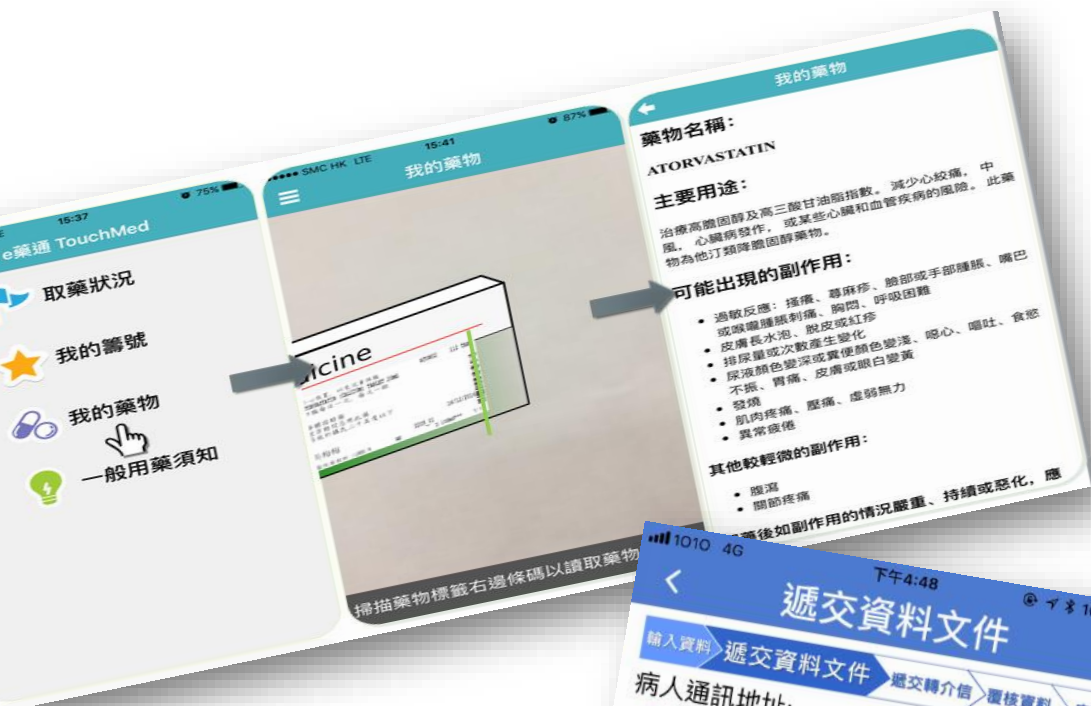 15:37
75%
e藥通 TouchMed
取藥狀況
我的籌號
我的藥物
一般用藥須知
SMC HK LTE
15:41
87%
我的藥物
dicine
掃描藥物標籤右邊條碼以讀取藥物
我的藥物
藥物名稱:
ATORVASTATIN
主要用途:
治療高膽固醇及高三酸甘油脂指數。減少心絞痛, 中
風, 心臟病發作, 或某些心臟和血管疾病的風險。此藥
物為他汀類降膽固醇藥物。
可能出現的副作用:
• 過敏反應: 搔癢、蕁麻疹、臉部或手部腫脹、嘴巴
或喉嚨腫脹刺痛、胸悶、呼吸困難
• 皮膚長水泡、脫皮或紅疹
• 排尿量或次數產生變化
• 尿液顏色變深或糞便顏色變淺、噁心、嘔吐、食慾
不振、胃痛、皮膚或眼白變黃
• 發燒
• 肌肉疼痛、壓痛、虛弱無力
• 異常疲倦
其他較輕微的副作用:
• 腹瀉
• 關節疼痛
藥後如副作用的情況嚴重、持續或惡化, 應
1010 4G
下午4:48
遞交資料文件
輸入資料
遞交資料文件
遞交轉介信
覆核資料
病人通訊地址: